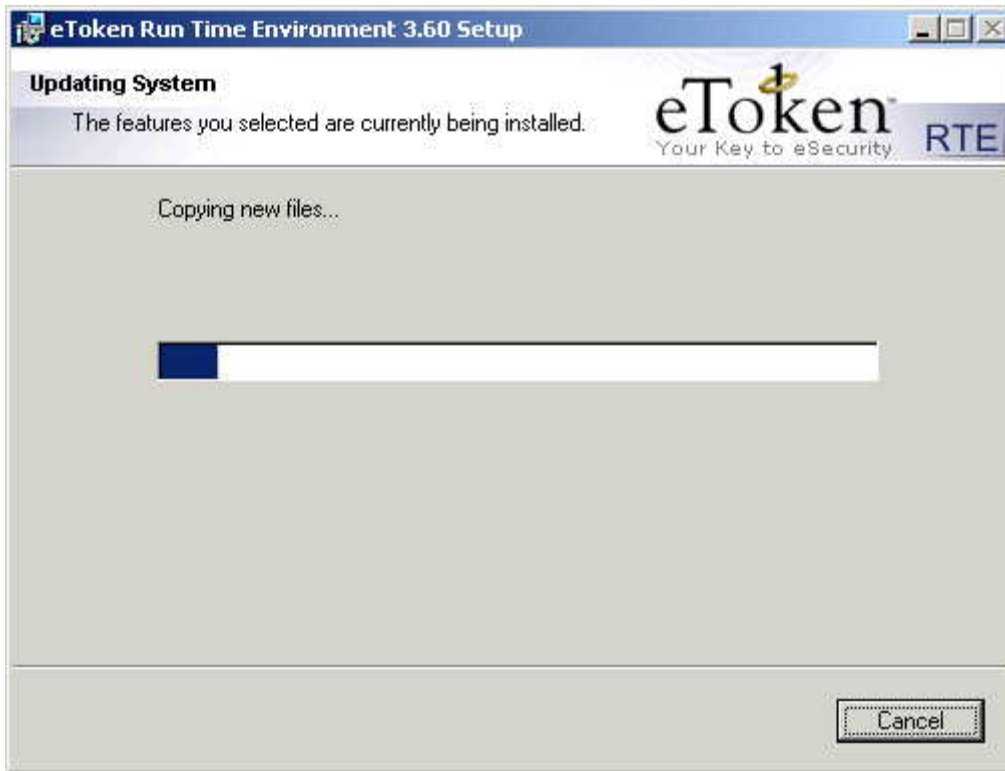 eToken Run Time Environment 3.60 Setup
Updating System
The features you selected are currently being installed.
eToken™
Your Key to eSecurity
RTE
Copying new files...
Cancel